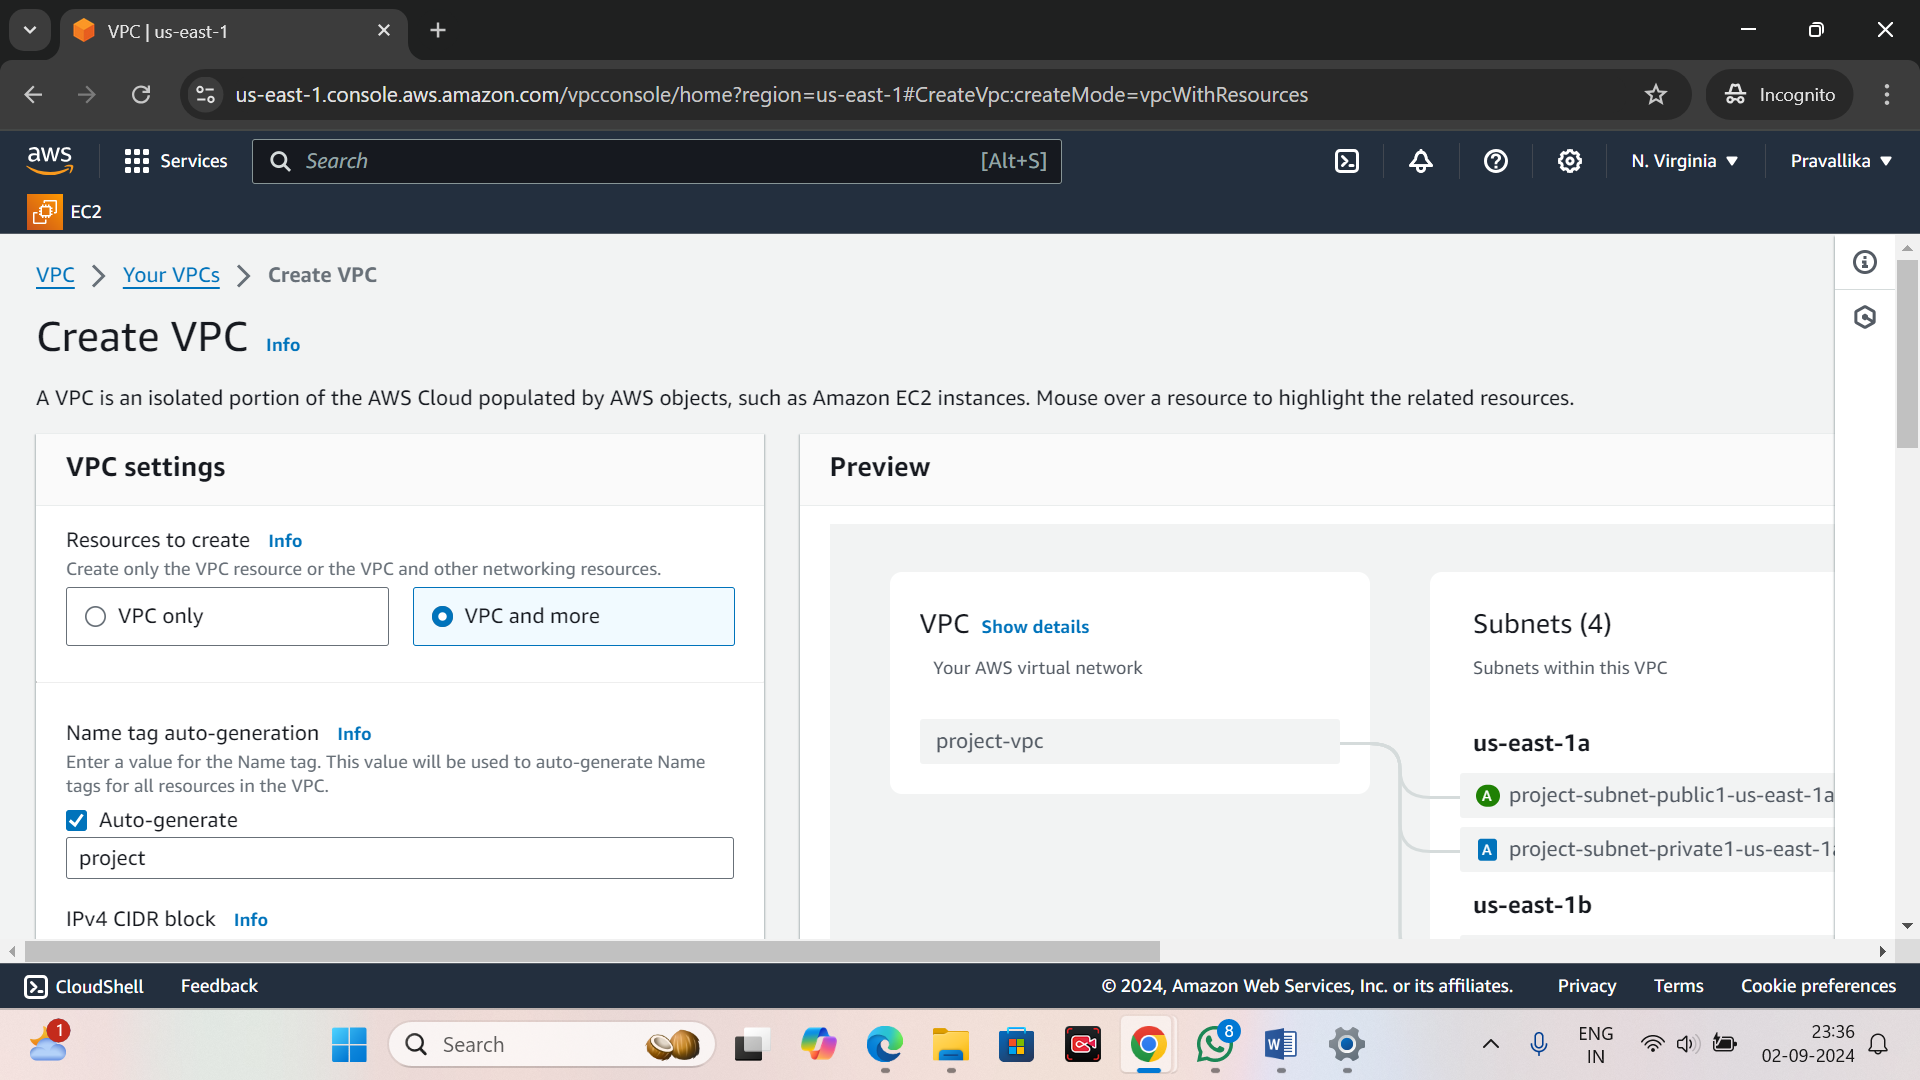 VPC | us-east-1
us-east-1.console.aws.amazon.com/vpcconsole/home?region=us-east-1#CreateVpc:createMode=vpcWithResources
Incognito
aws
Services
Search
[Alt+S]
N. Virginia
Pravallika
EC2
VPC
Your VPCs
Create VPC
Create VPC Info
A VPC is an isolated portion of the AWS Cloud populated by AWS objects, such as Amazon EC2 instances. Mouse over a resource to highlight the related resources.
VPC settings
Resources to create Info
Create only the VPC resource or the VPC and other networking resources.
VPC only
VPC and more
Name tag auto-generation Info
Enter a value for the Name tag. This value will be used to auto-generate Name
tags for all resources in the VPC.
Auto-generate
project
IPv4 CIDR block Info
Preview
VPC Show details
Your AWS virtual network
project-vpc
Subnets (4)
Subnets within this VPC
us-east-1a
A project-subnet-public1-us-east-1a
A project-subnet-private1-us-east-1a
us-east-1b
CloudShell
Feedback
© 2024, Amazon Web Services, Inc. or its affiliates.
Privacy
Terms
Cookie preferences
1
Search
8
W
ENG
IN
23:36
02-09-2024